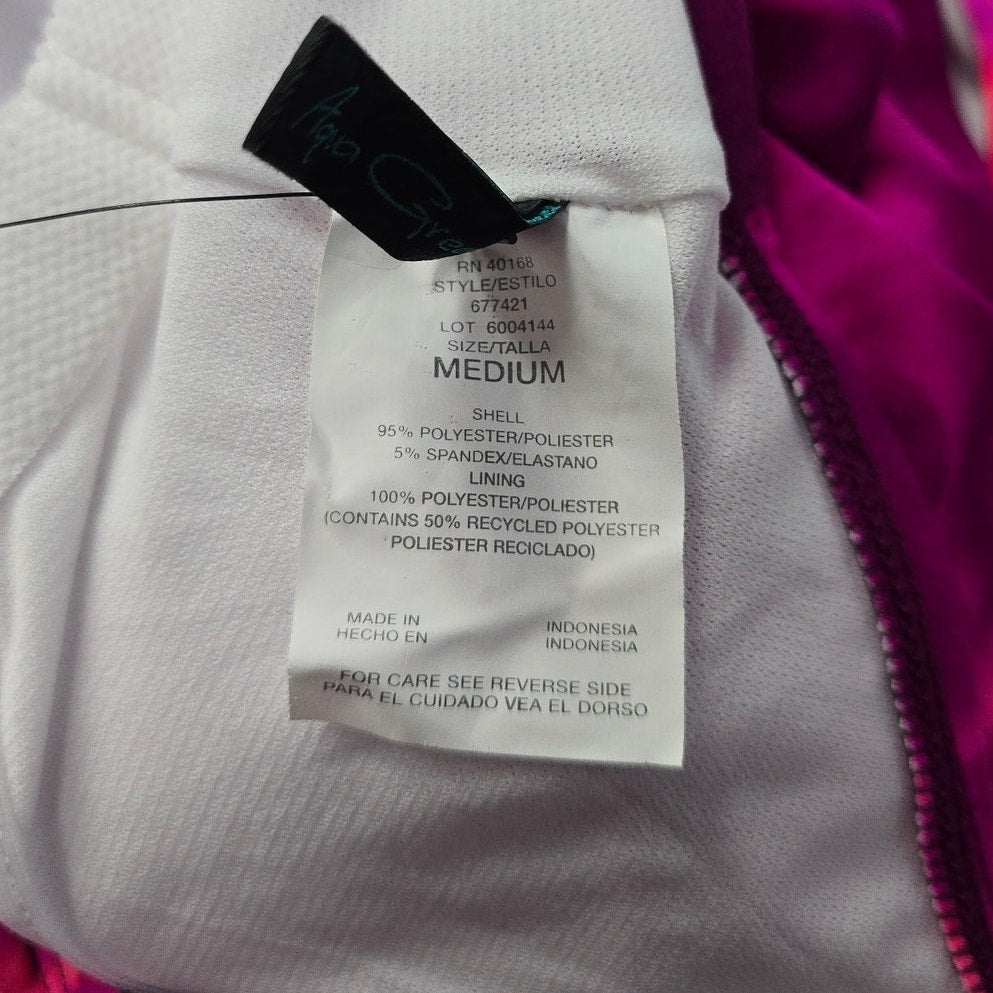 Aqua Gree
RN 40168
STYLE/ESTILO
677421
LOT 6004144
SIZE/TALLA
MEDIUM
SHELL
95% POLYESTER/POLIESTER
5% SPANDEX/ELASTANO
LINING
100% POLYESTER/POLIESTER
(CONTAINS 50% RECYCLED POLYESTER
POLIESTER RECICLADO)
MADE IN INDONESIA
HECHO EN INDONESIA
FOR CARE SEE REVERSE SIDE
PARA EL CUIDADO VEA EL DORSO